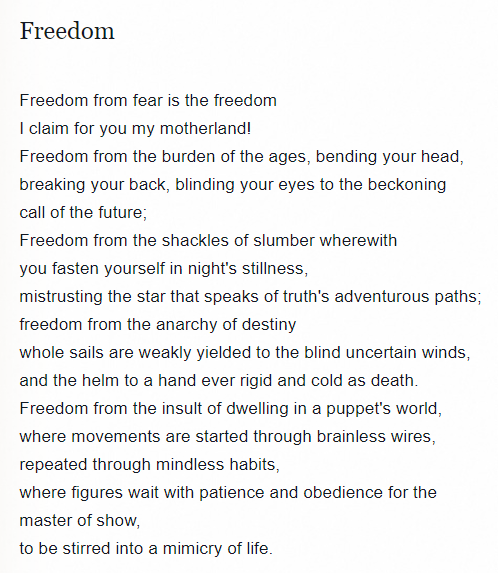 Freedom
Freedom from fear is the freedom
I claim for you my motherland!
Freedom from the burden of the ages, bending your head,
breaking your back, blinding your eyes to the beckoning
call of the future;
Freedom from the shackles of slumber wherewith
you fasten yourself in night's stillness,
mistrusting the star that speaks of truth's adventurous paths;
freedom from the anarchy of destiny
whole sails are weakly yielded to the blind uncertain winds,
and the helm to a hand ever rigid and cold as death.
Freedom from the insult of dwelling in a puppet's world,
where movements are started through brainless wires,
repeated through mindless habits,
where figures wait with patience and obedience for the
master of show,
to be stirred into a mimicry of life.